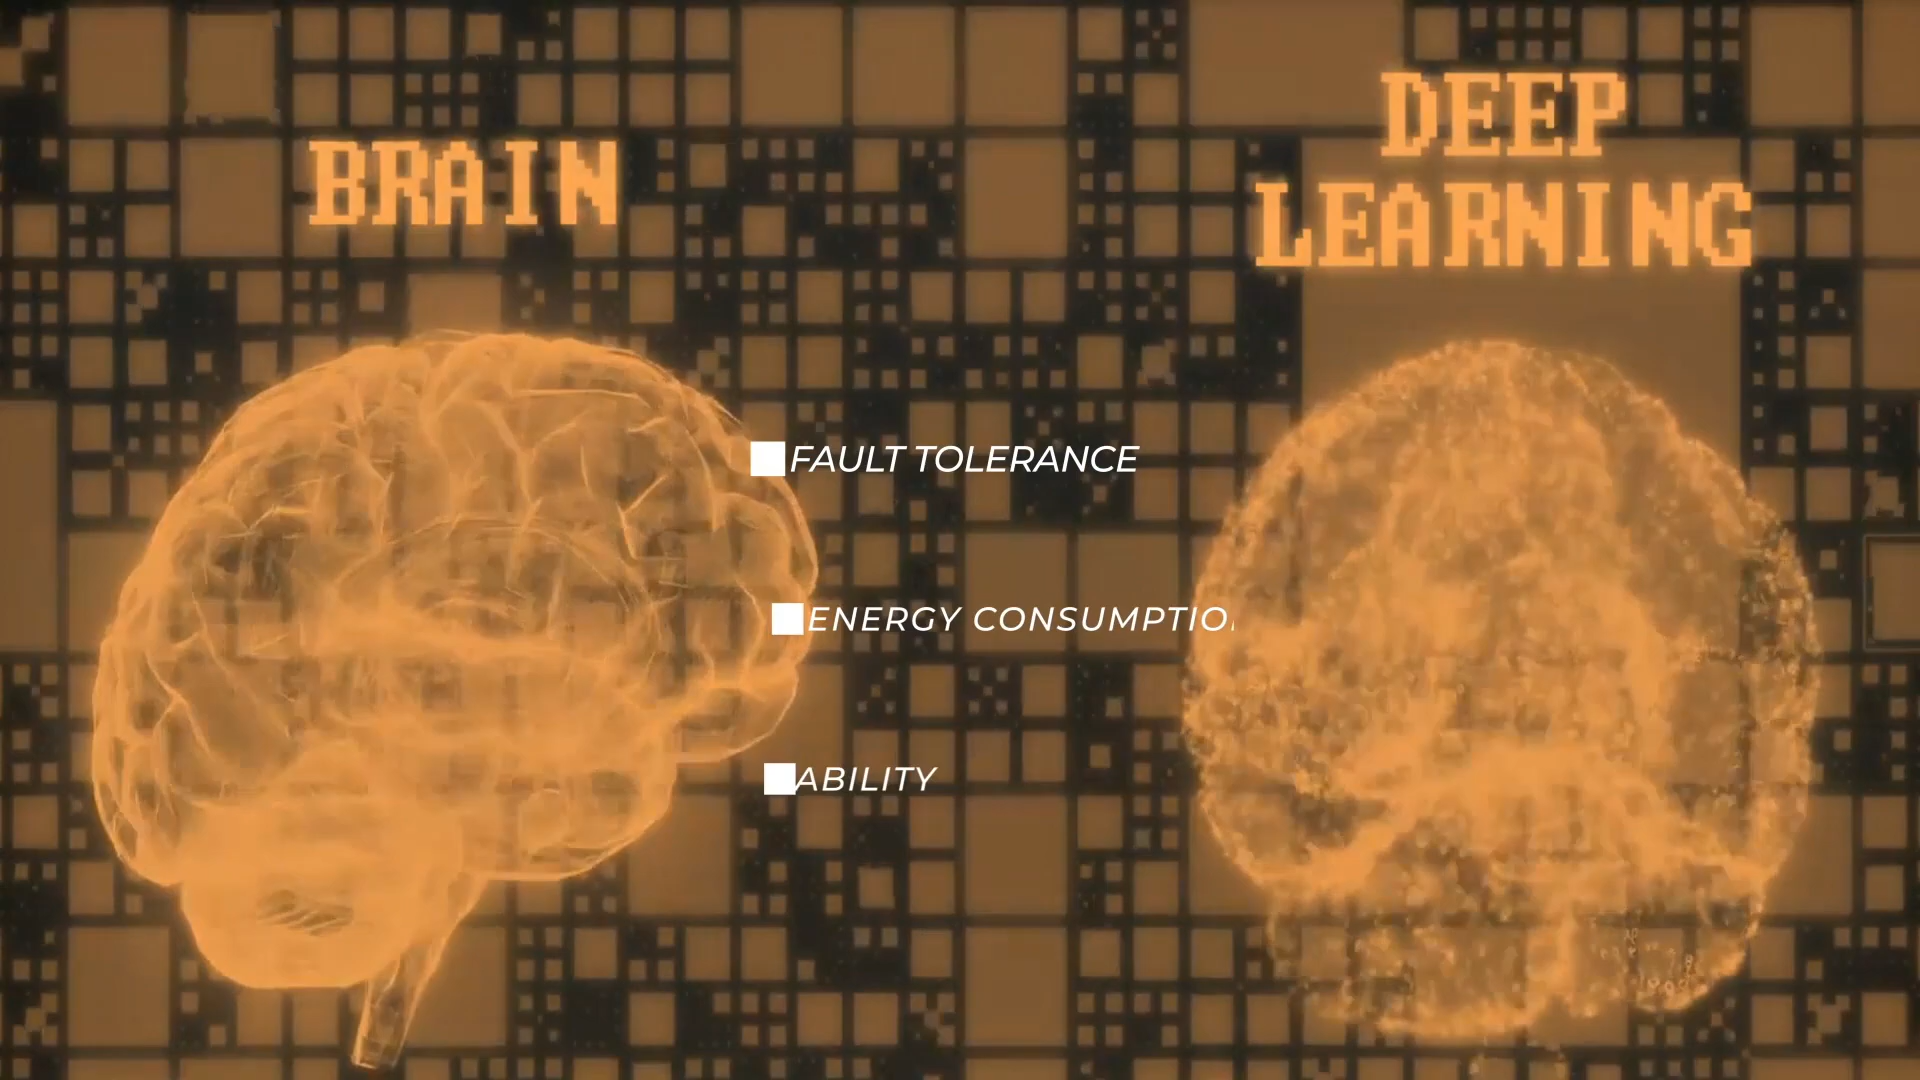 BRAIN
DEEP
LEARNING
FAULT TOLERANCE
ENERGY CONSUMPTIO
ABILITY